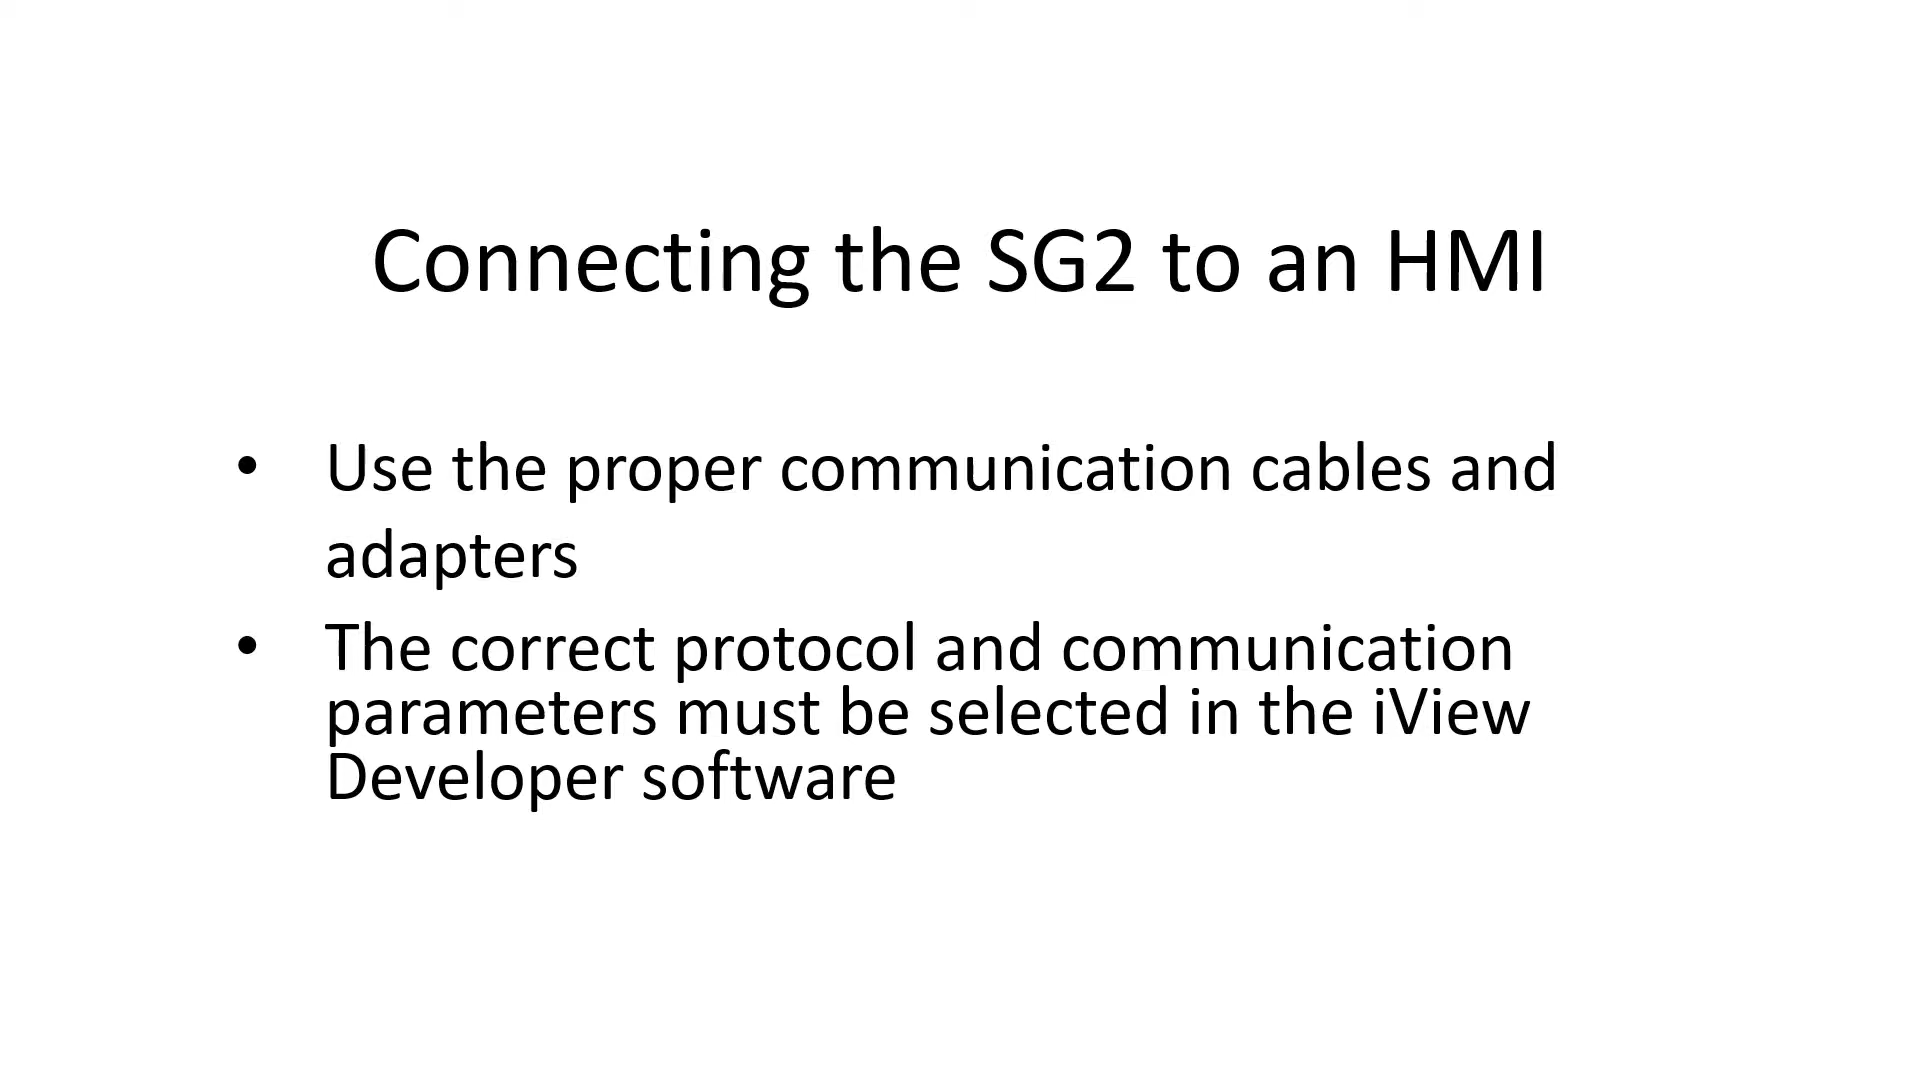 Connecting the SG2 to an HMI
• Use the proper communication cables and
adapters
• The correct protocol and communication
parameters must be selected in the iView
Developer software